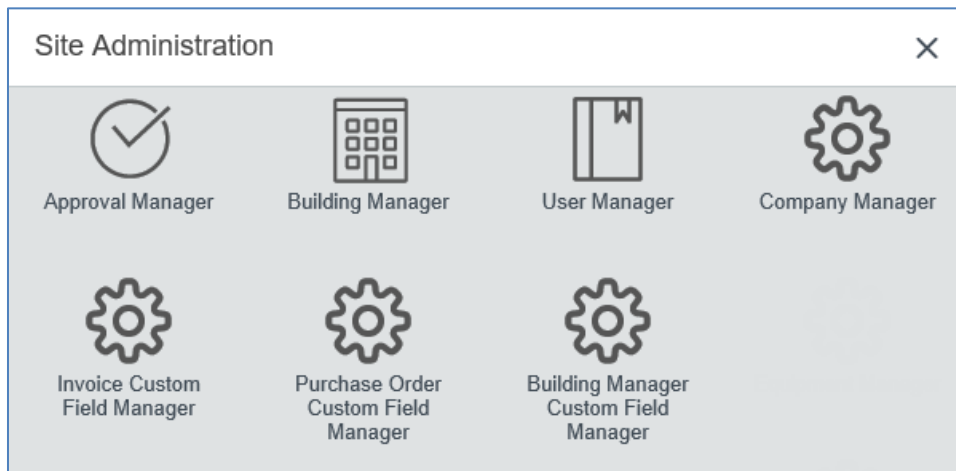 Site Administration
Approval Manager
Building Manager
User Manager
Company Manager
Invoice Custom
Field Manager
Purchase Order
Custom Field
Manager
Building Manager
Custom Field
Manager